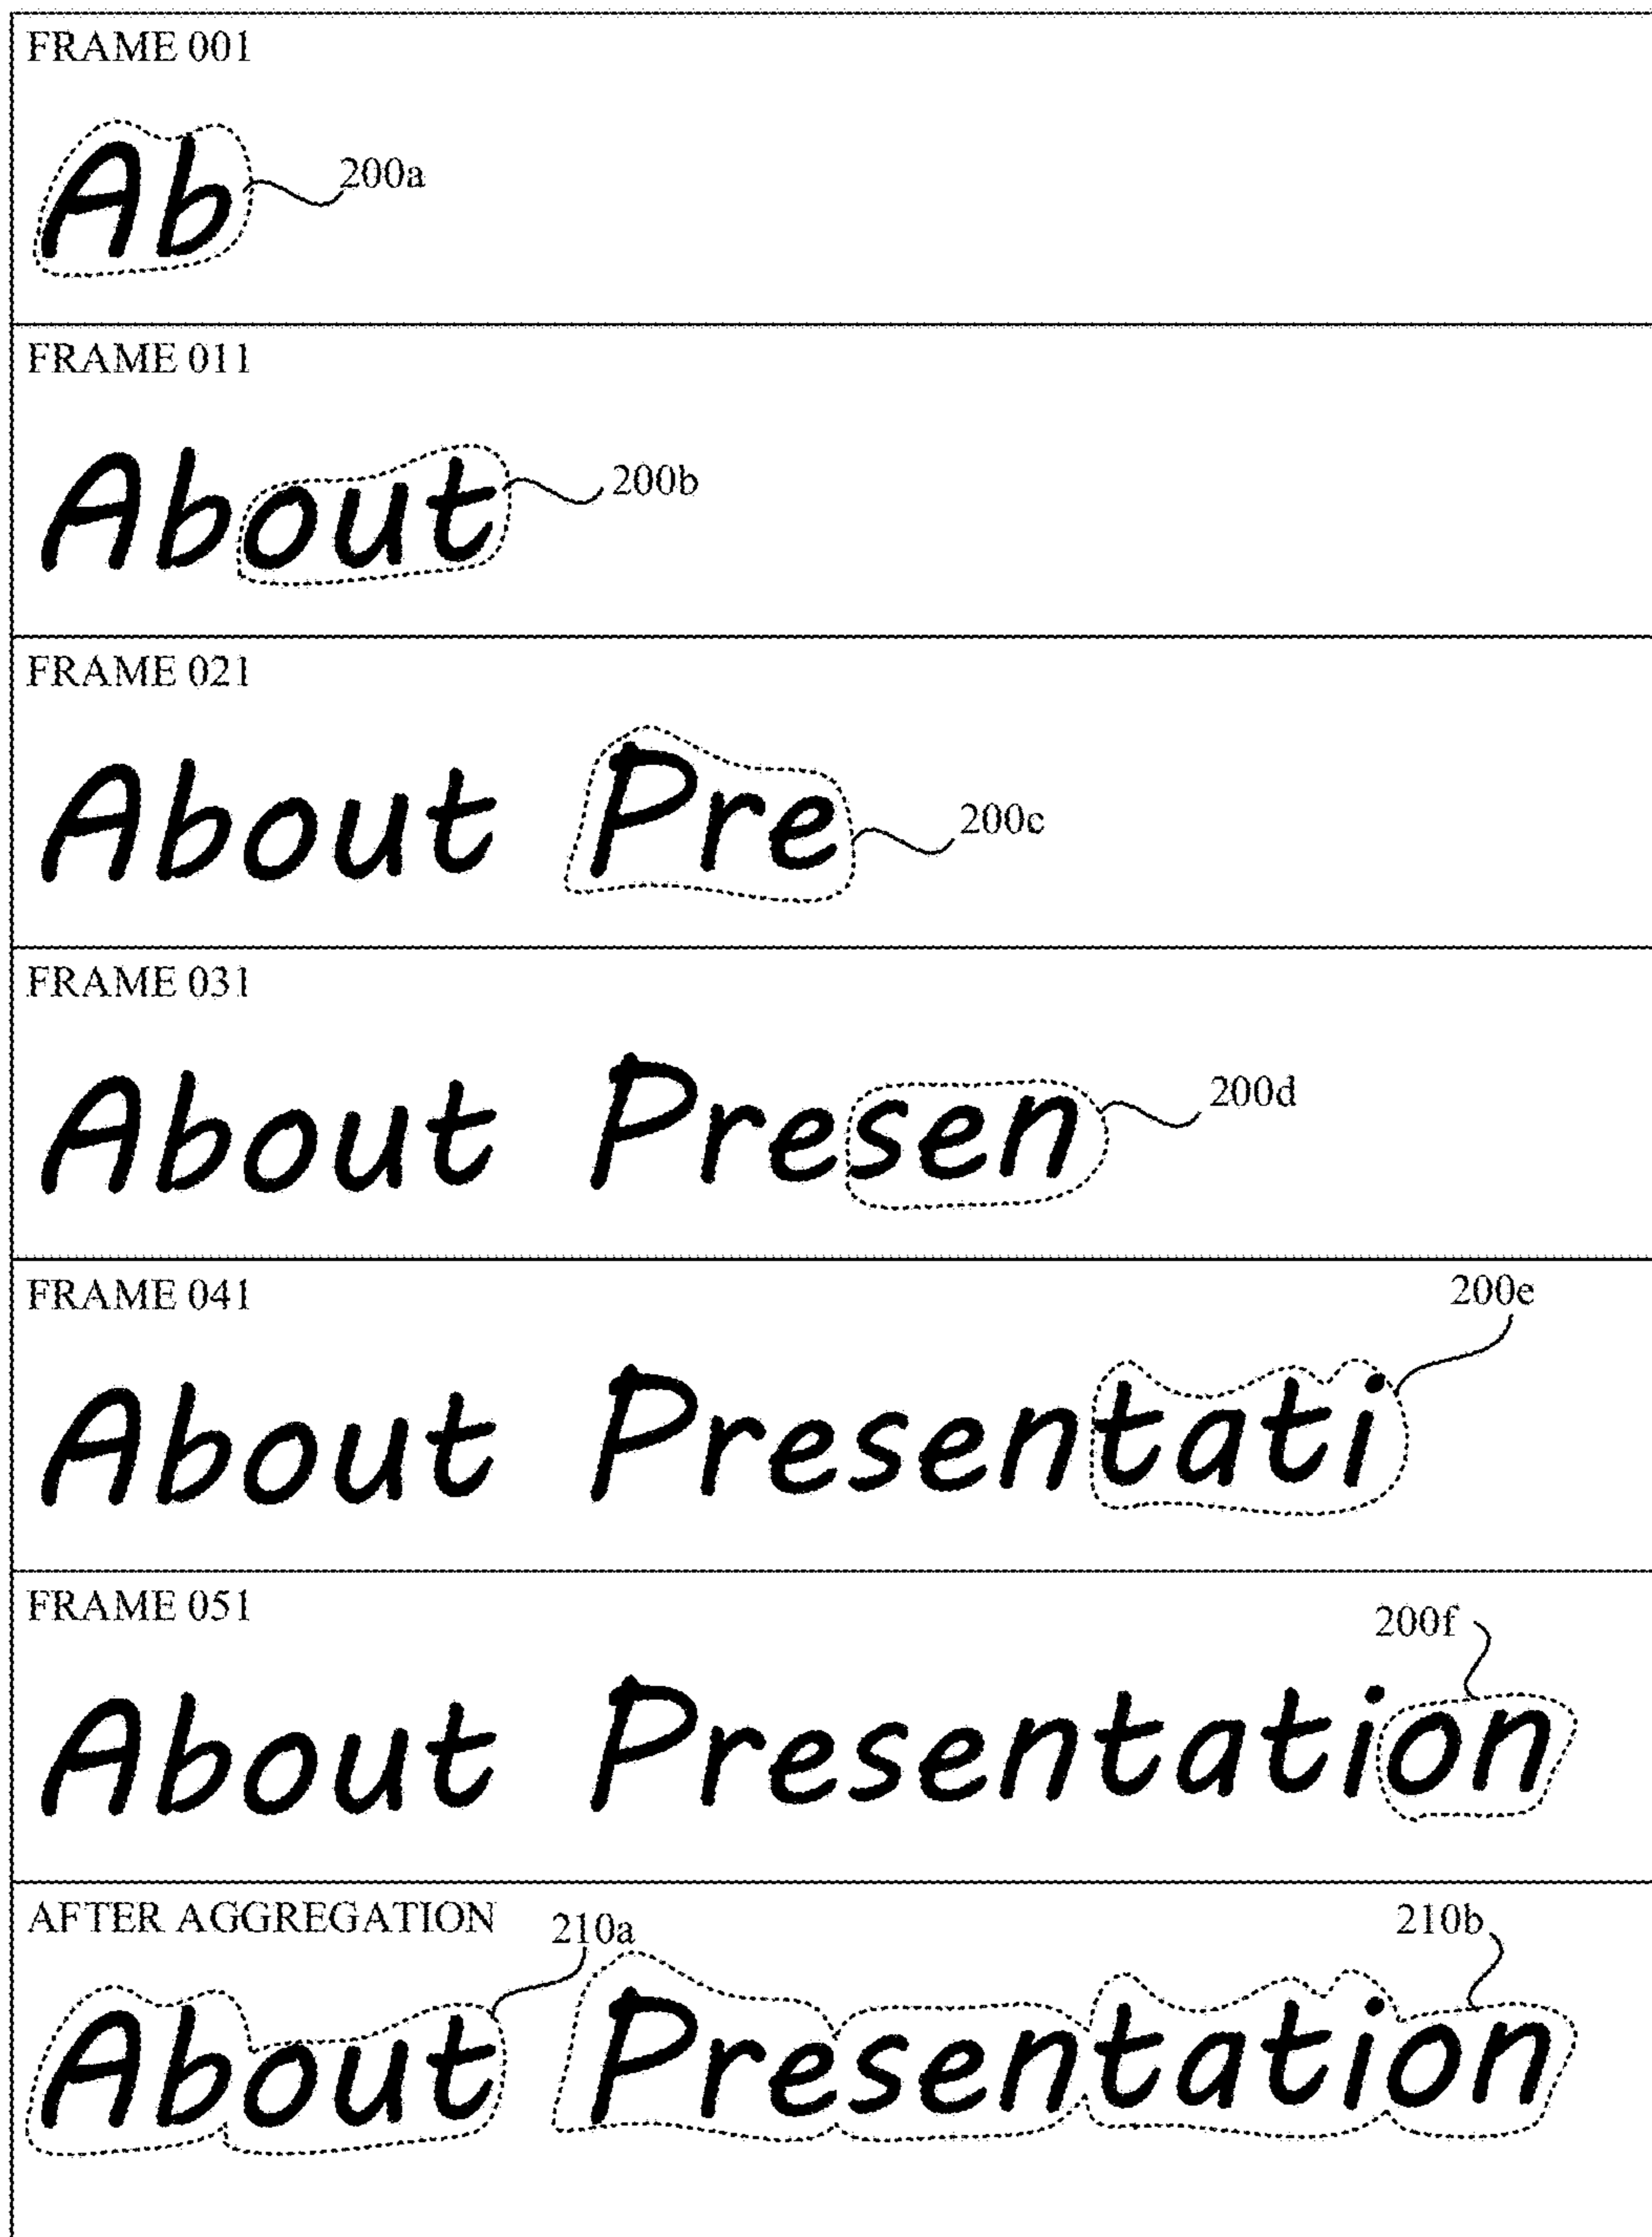 FRAME 001
Ab 200a
FRAME 011
About 200b
FRAME 021
About Pre 200c
FRAME 031
About Presen 200d
FRAME 041
200e
About Presentati
FRAME 051
200f
About Presentation
AFTER AGGREGATION 210a 210b
About Presentation